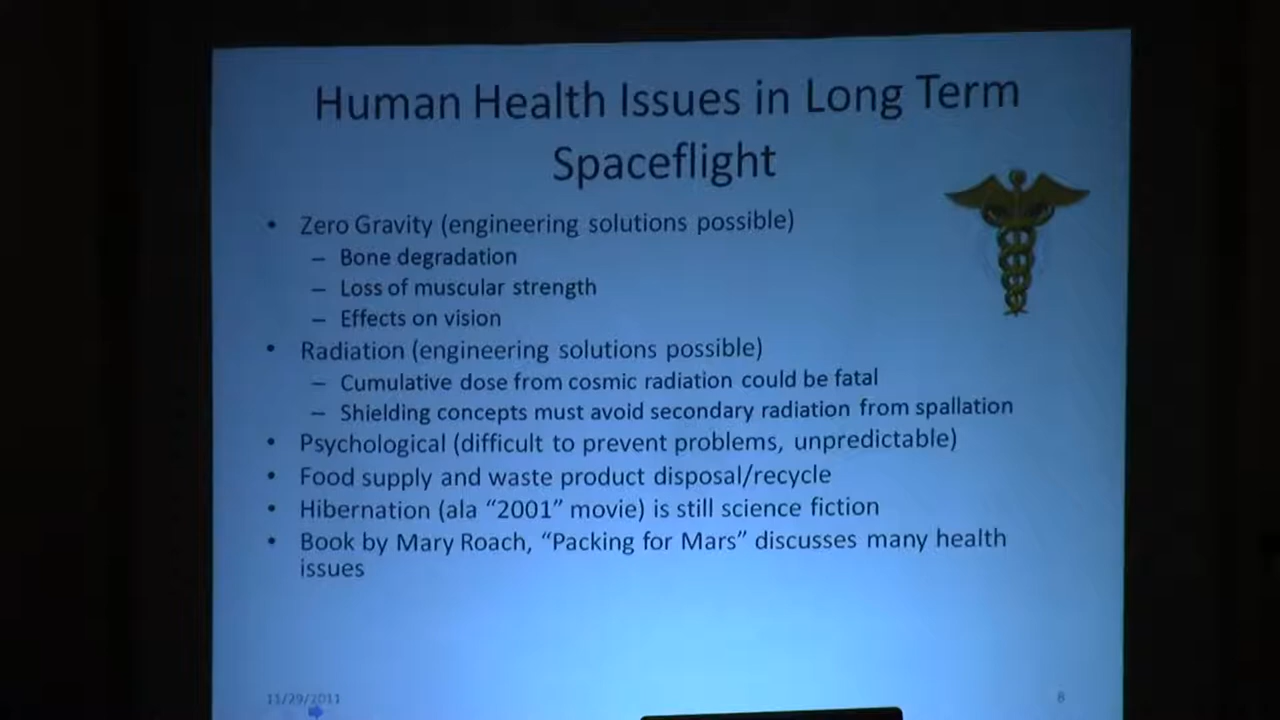 Human Health Issues in Long Term
Spaceflight
• Zero Gravity (engineering solutions possible)
– Bone degradation
– Loss of muscular strength
– Effects on vision
• Radiation (engineering solutions possible)
– Cumulative dose from cosmic radiation could be fatal
– Shielding concepts must avoid secondary radiation from spallation
• Psychological (difficult to prevent problems, unpredictable)
• Food supply and waste product disposal/recycle
• Hibernation (ala “2001” movie) is still science fiction
• Book by Mary Roach, “Packing for Mars” discusses many health
issues
11/29/2011
8